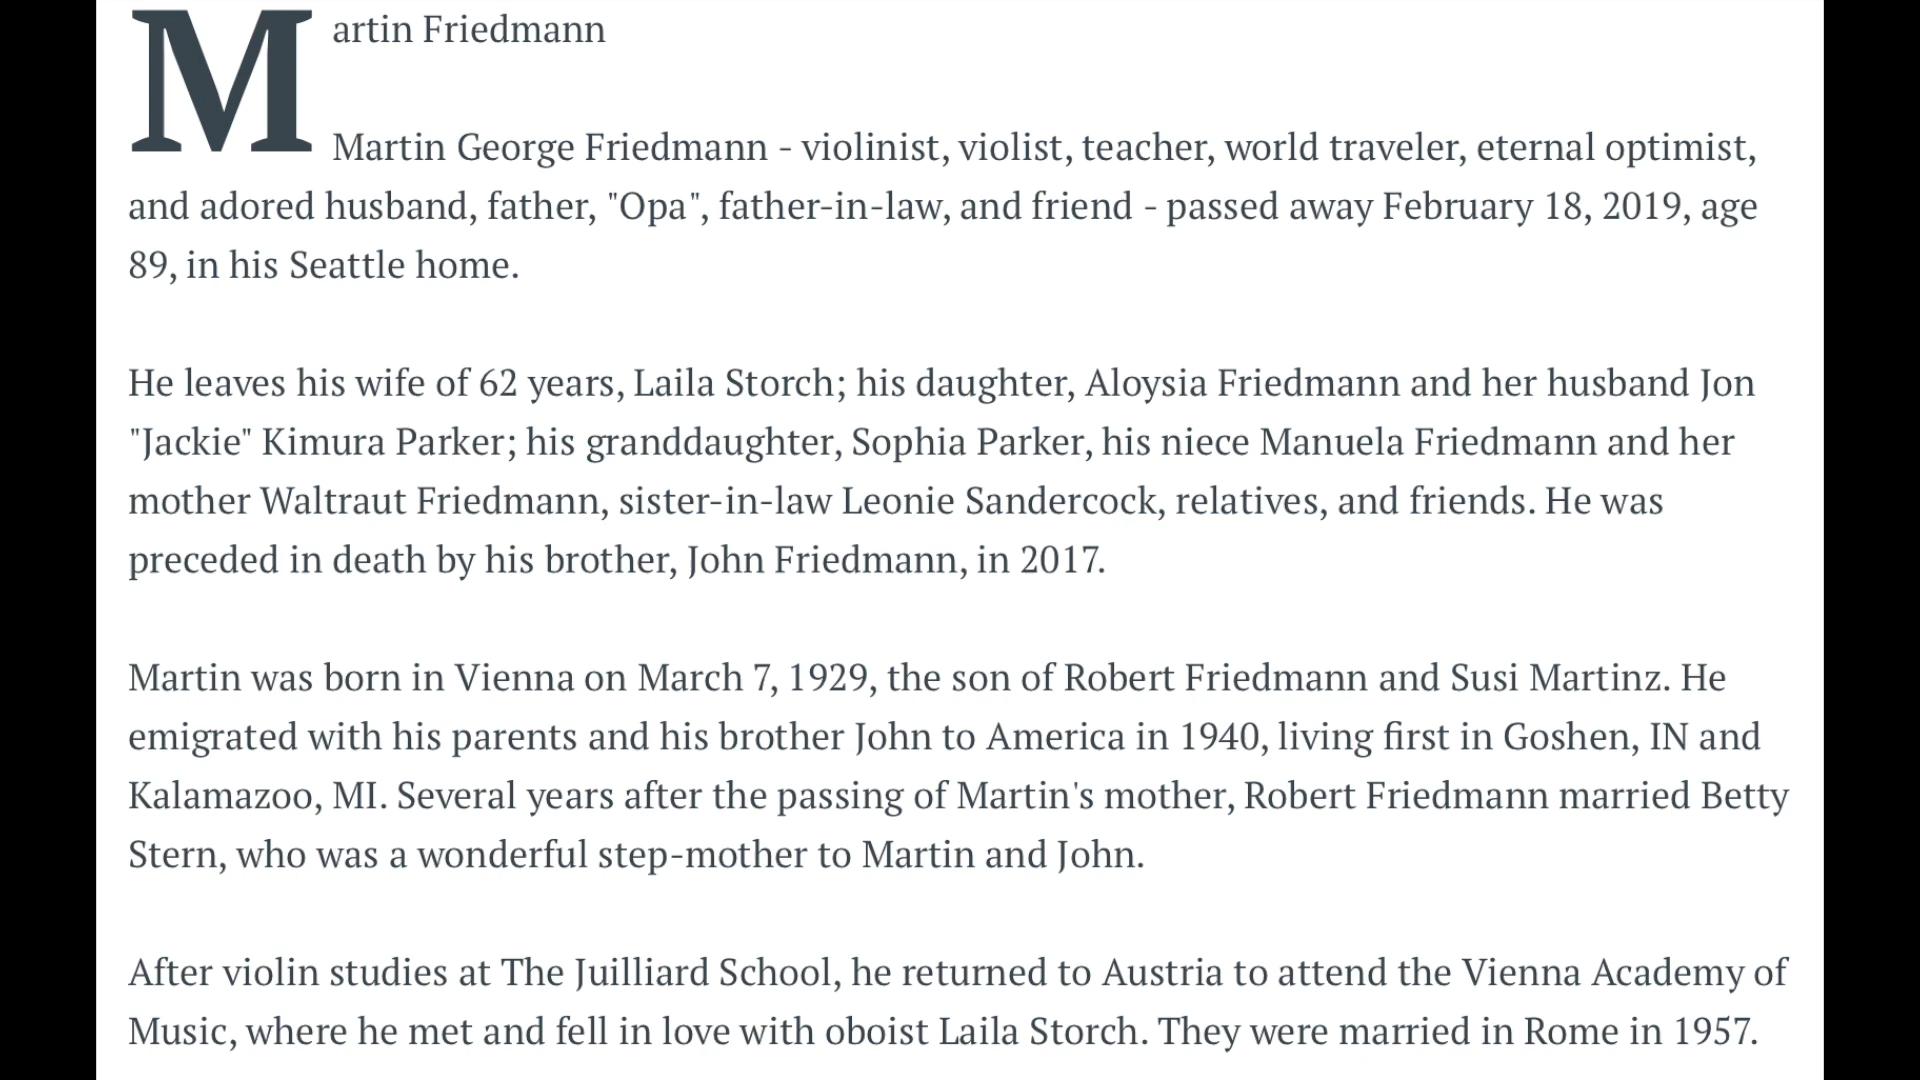 Martin Friedmann
Martin George Friedmann - violinist, violist, teacher, world traveler, eternal optimist,
and adored husband, father, "Opa", father-in-law, and friend - passed away February 18, 2019, age
89, in his Seattle home.
He leaves his wife of 62 years, Laila Storch; his daughter, Aloysia Friedmann and her husband Jon
"Jackie" Kimura Parker; his granddaughter, Sophia Parker, his niece Manuela Friedmann and her
mother Waltraut Friedmann, sister-in-law Leonie Sandercock, relatives, and friends. He was
preceded in death by his brother, John Friedmann, in 2017.
Martin was born in Vienna on March 7, 1929, the son of Robert Friedmann and Susi Martinz. He
emigrated with his parents and his brother John to America in 1940, living first in Goshen, IN and
Kalamazoo, MI. Several years after the passing of Martin's mother, Robert Friedmann married Betty
Stern, who was a wonderful step-mother to Martin and John.
After violin studies at The Juilliard School, he returned to Austria to attend the Vienna Academy of
Music, where he met and fell in love with oboist Laila Storch. They were married in Rome in 1957.